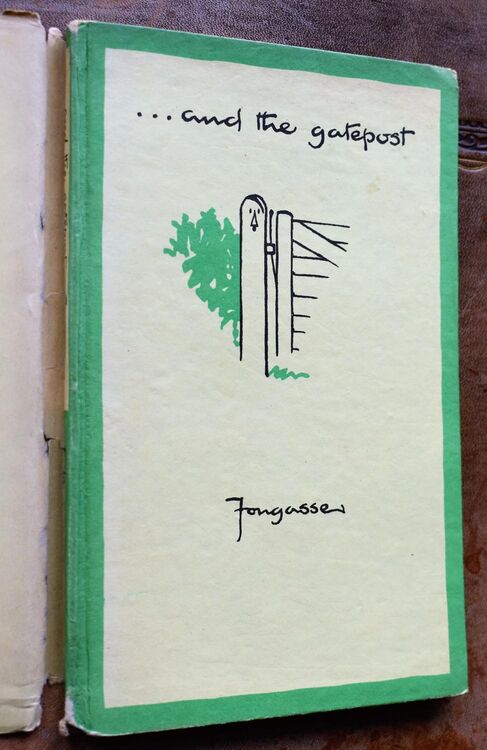 ...and the gatepost
Fougasse